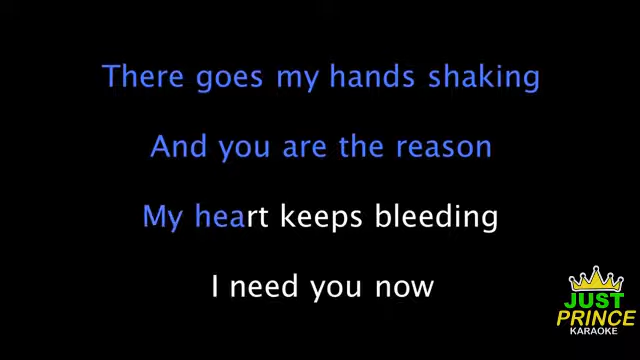 There goes my hands shaking
And you are the reason
My heart keeps bleeding
I need you now
JUST
PRINCE
KARAOKE